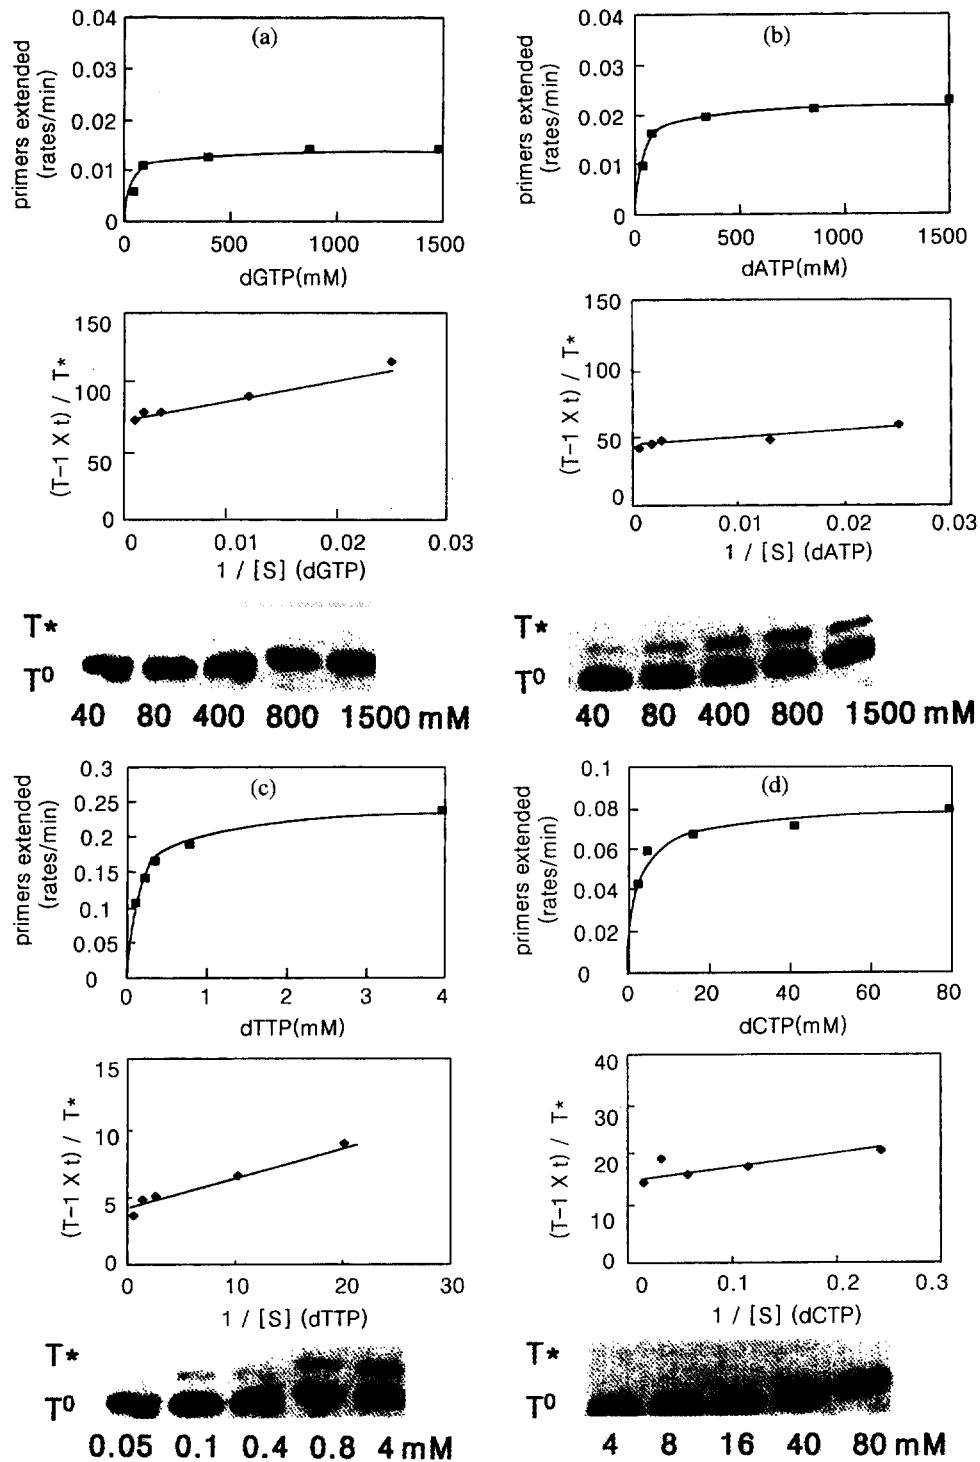 (a)
0.04
0.03
0.02
0.01
0
primers extended
(rates/min)
0 500 1000 1500
dGTP(mM)
(b)
0.04
0.03
0.02
0.01
0
primers extended
(rates/min)
0 500 1000 1500
dATP(mM)
150
100
50
0
(T-1 X t) / T*
0 0.01 0.02 0.03
1 / [S] (dGTP)
150
100
50
0
(T-1 X t) / T*
0 0.01 0.02 0.03
1 / [S] (dATP)
T*
T⁰
40 80 400 800 1500 mM
T*
T⁰
40 80 400 800 1500 mM
(c)
0.3
0.25
0.2
0.15
0.1
0.05
0
primers extended
(rates/min)
0 1 2 3 4
dTTP(mM)
(d)
0.1
0.08
0.06
0.04
0.02
0
primers extended
(rates/min)
0 20 40 60 80
dCTP(mM)
15
10
5
0
(T-1 X t) / T*
0 10 20 30
1 / [S] (dTTP)
40
30
20
10
0
(T-1 X t) / T*
0 0.1 0.2 0.3
1 / [S] (dCTP)
T*
T⁰
0.05 0.1 0.4 0.8 4 mM
T*
T⁰
4 8 16 40 80 mM